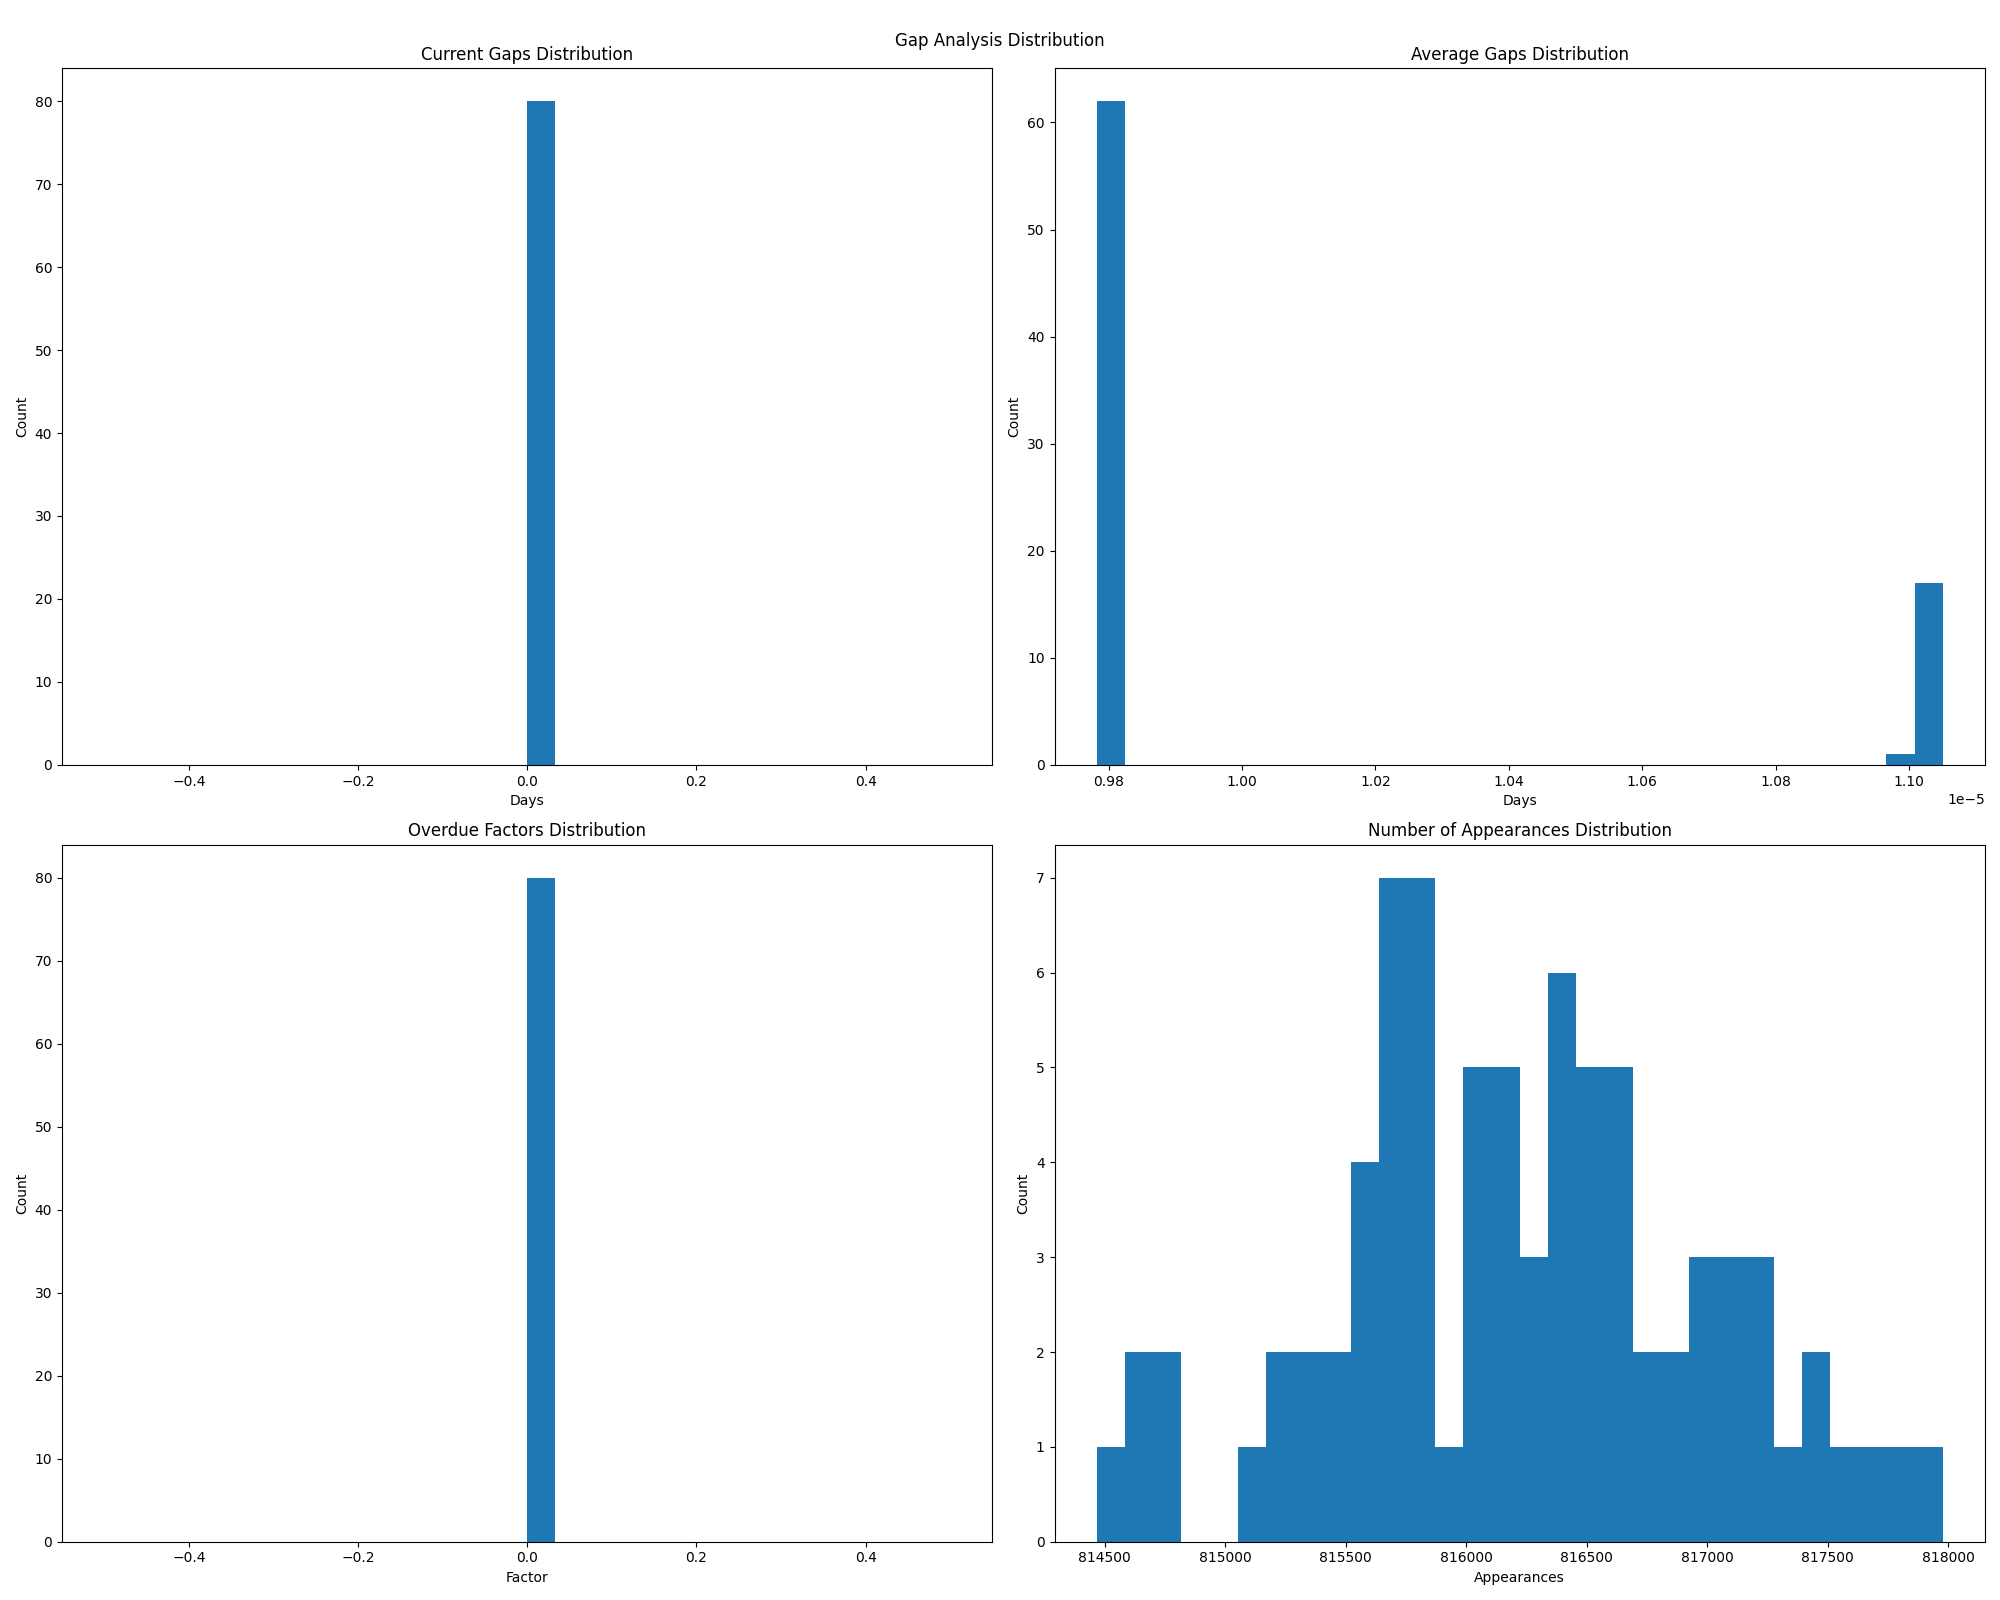 Gap Analysis Distribution
Current Gaps Distribution
Count
80
70
60
50
40
30
20
10
0
−0.4 −0.2 0.0 0.2 0.4
Days
Average Gaps Distribution
Count
60
50
40
30
20
10
0
0.98 1.00 1.02 1.04 1.06 1.08 1.10
1e−5
Days
Overdue Factors Distribution
Count
80
70
60
50
40
30
20
10
0
−0.4 −0.2 0.0 0.2 0.4
Factor
Number of Appearances Distribution
Count
7
6
5
4
3
2
1
0
814500 815000 815500 816000 816500 817000 817500 818000
Appearances